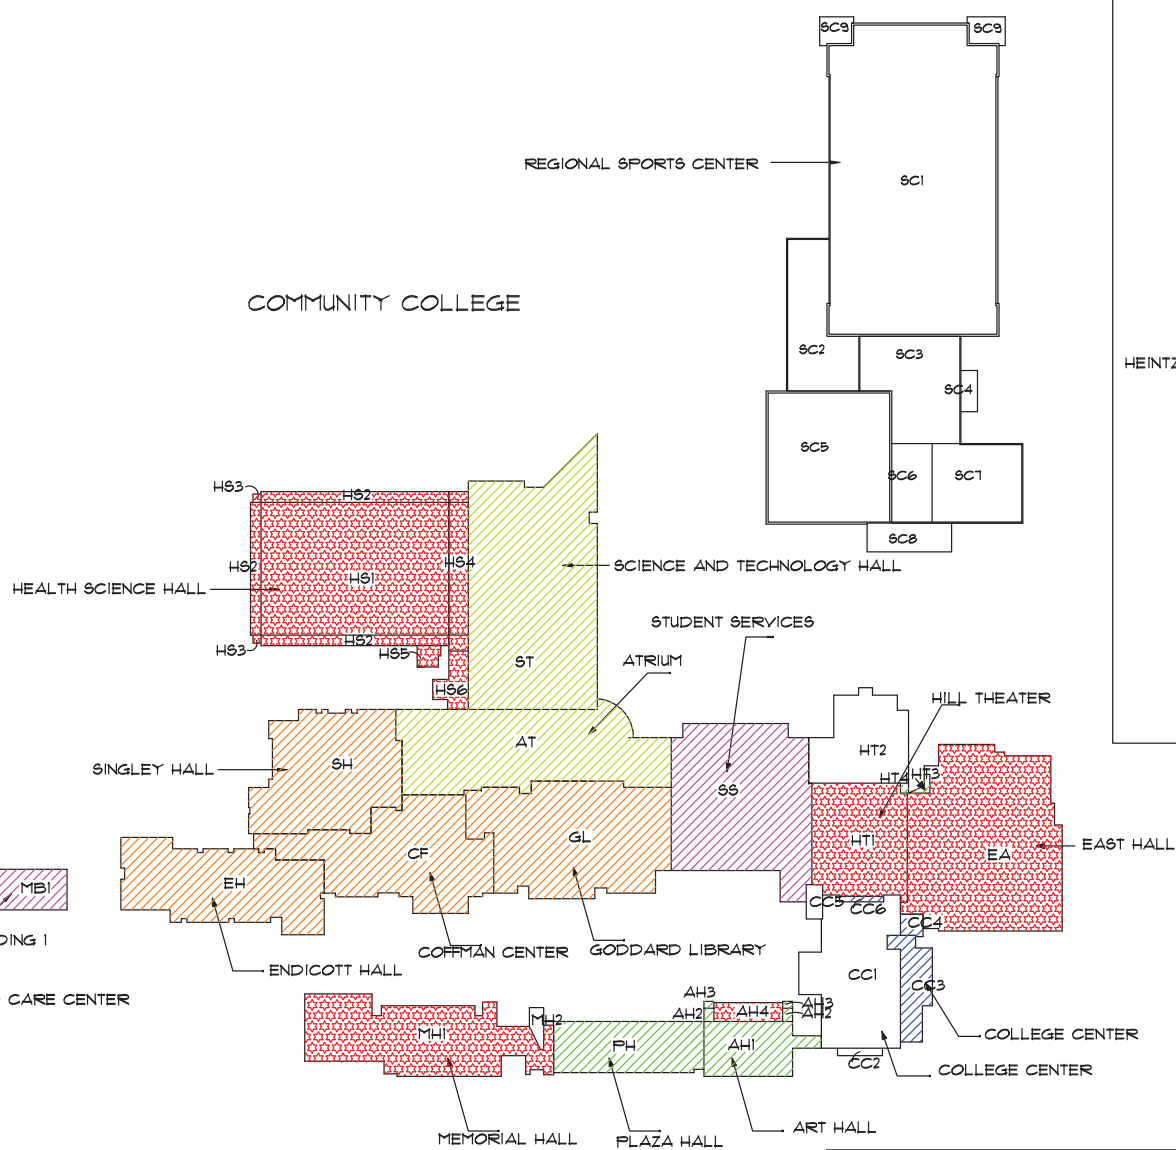 SC9
SC9
REGIONAL SPORTS CENTER
SC1
COMMUNITY COLLEGE
SC2
SC3
HEINTZ
SC4
SC5
SC6
SC7
SC8
HS3
HS2
HS2
HS4
SCIENCE AND TECHNOLOGY HALL
HEALTH SCIENCE HALL
HS1
STUDENT SERVICES
HS3
HS2
HS5
ST
ATRIUM
HS6
HILL THEATER
AT
HT2
SINGLEY HALL
SH
HT4
HT3
SS
GL
HT1
EAST HALL
CF
EA
MB1
EH
CC5
CC6
CC4
DING 1
COFFMAN CENTER
GODDARD LIBRARY
ENDICOTT HALL
CC1
CC3
CARE CENTER
AH3
AH3
AH2
AH4
AH2
MH2
MH1
PH
AH1
COLLEGE CENTER
CC2
COLLEGE CENTER
MEMORIAL HALL
PLAZA HALL
ART HALL